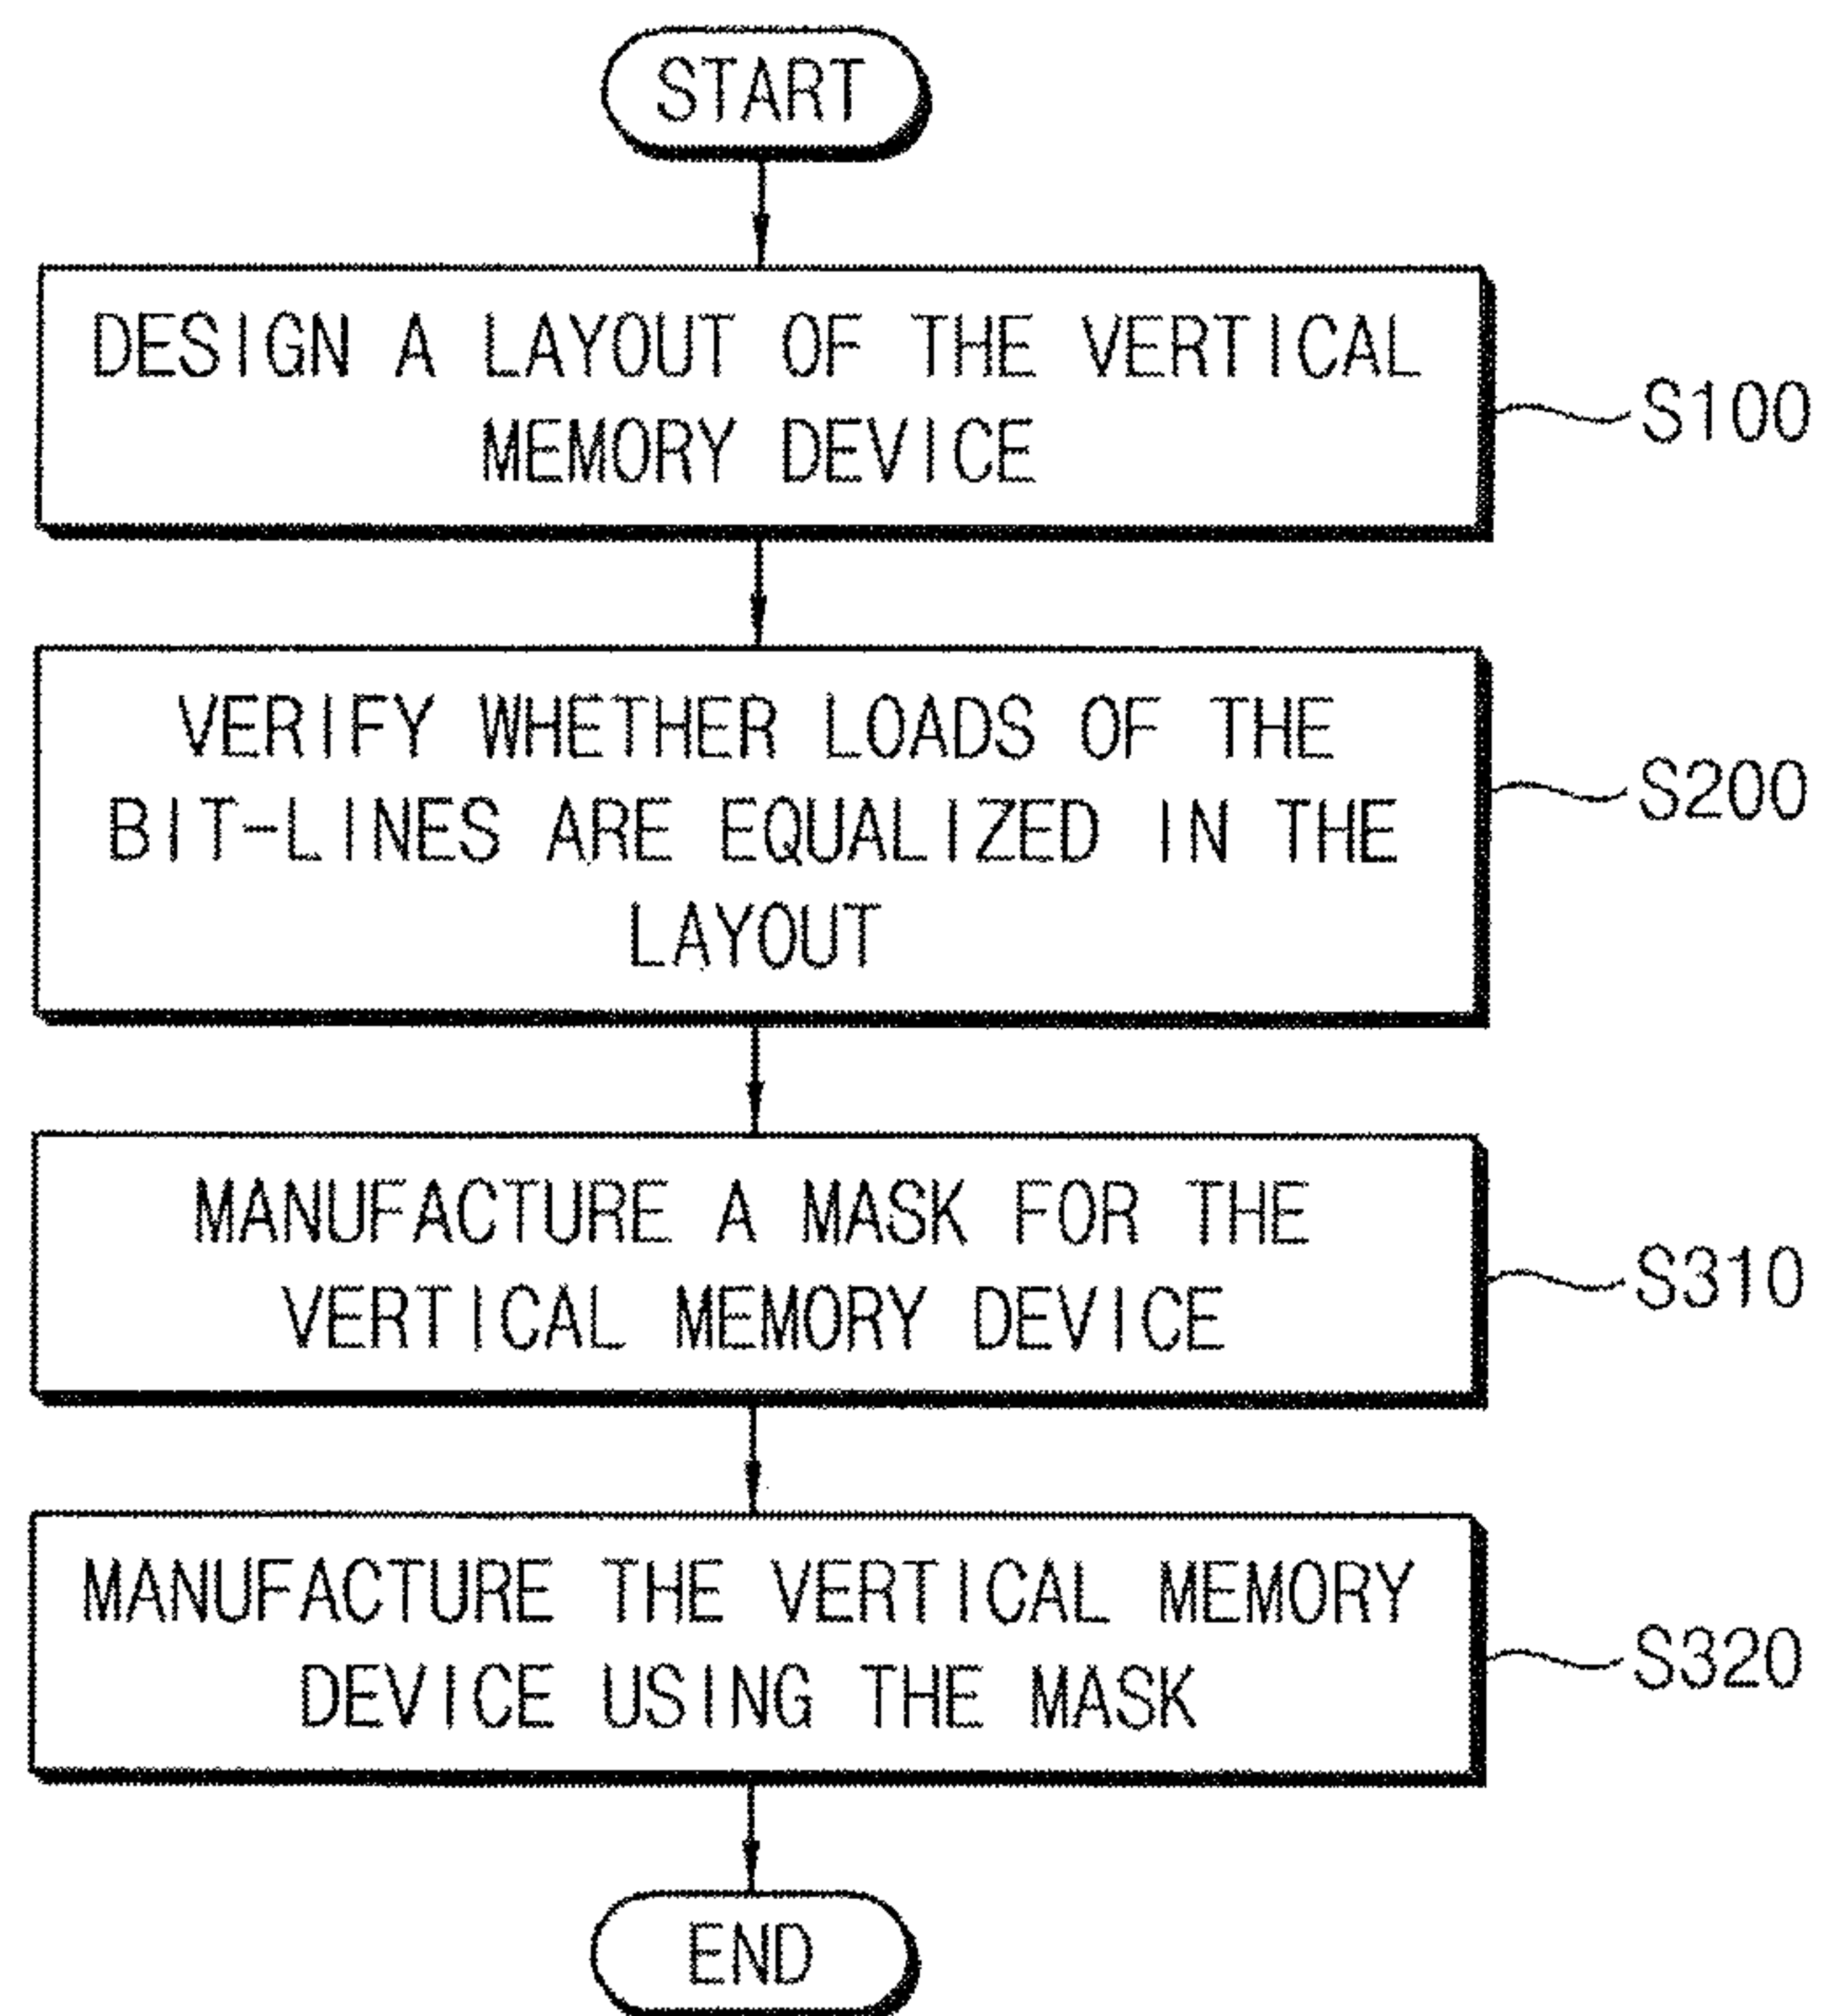 START
DESIGN A LAYOUT OF THE VERTICAL
MEMORY DEVICE
S100
VERIFY WHETHER LOADS OF THE
BIT-LINES ARE EQUALIZED IN THE
LAYOUT
S200
MANUFACTURE A MASK FOR THE
VERTICAL MEMORY DEVICE
S310
MANUFACTURE THE VERTICAL MEMORY
DEVICE USING THE MASK
S320
END